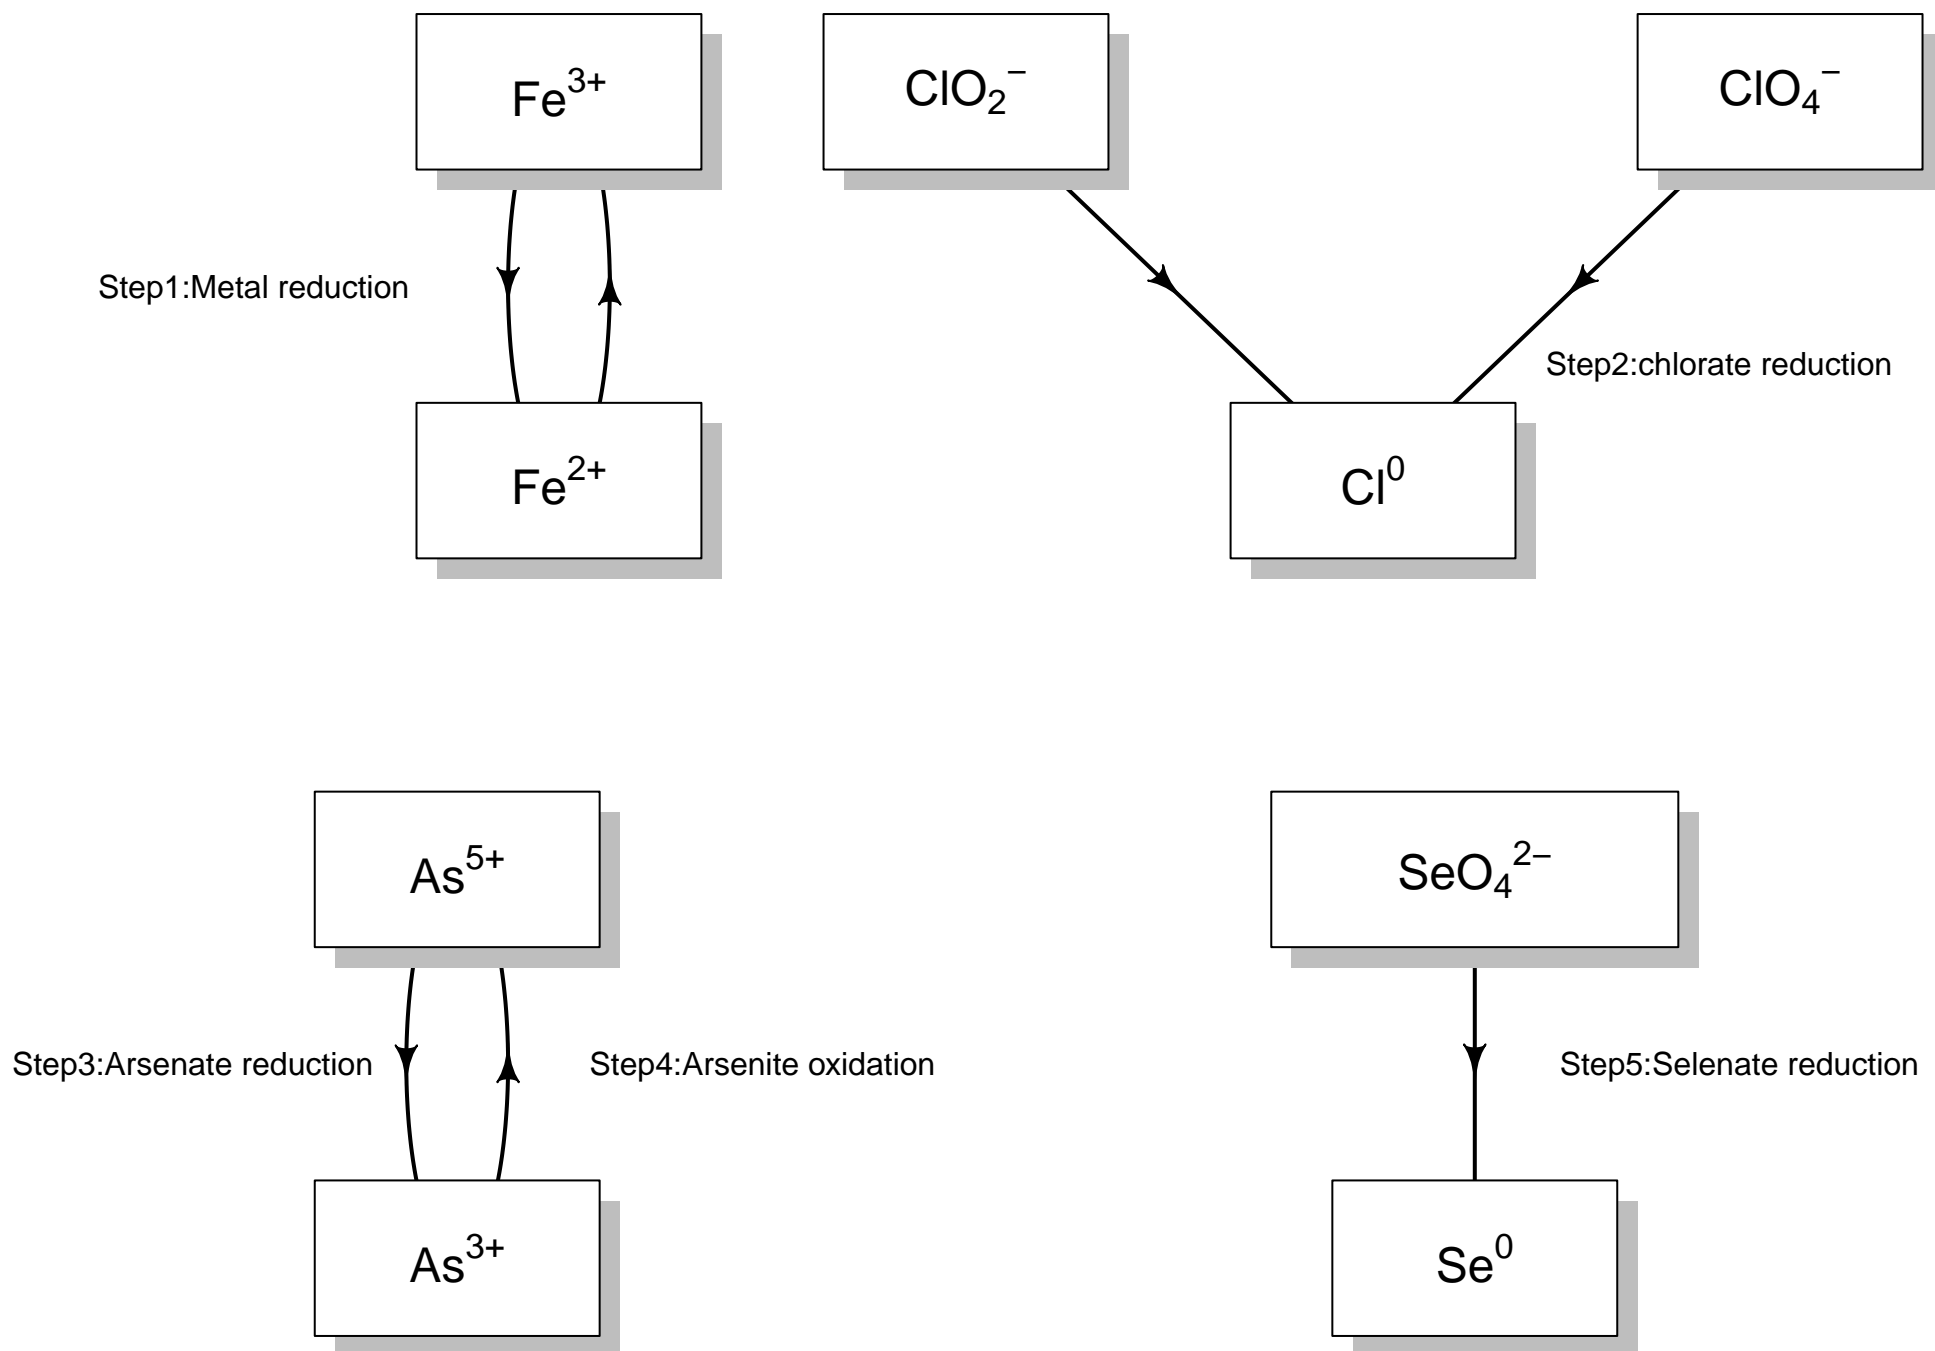 Fe³⁺
ClO₂⁻
ClO₄⁻
Step1:Metal reduction
Step2:chlorate reduction
Fe²⁺
Cl⁰
As⁵⁺
SeO₄²⁻
Step3:Arsenate reduction
Step4:Arsenite oxidation
Step5:Selenate reduction
As³⁺
Se⁰